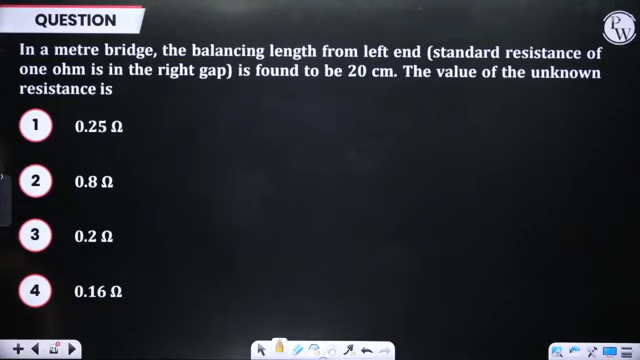 QUESTION
P
W
In a metre bridge, the balancing length from left end (standard resistance of
one ohm is in the right gap) is found to be 20 cm. The value of the unknown
resistance is
1 0.25 Ω
2 0.8 Ω
3 0.2 Ω
4 0.16 Ω